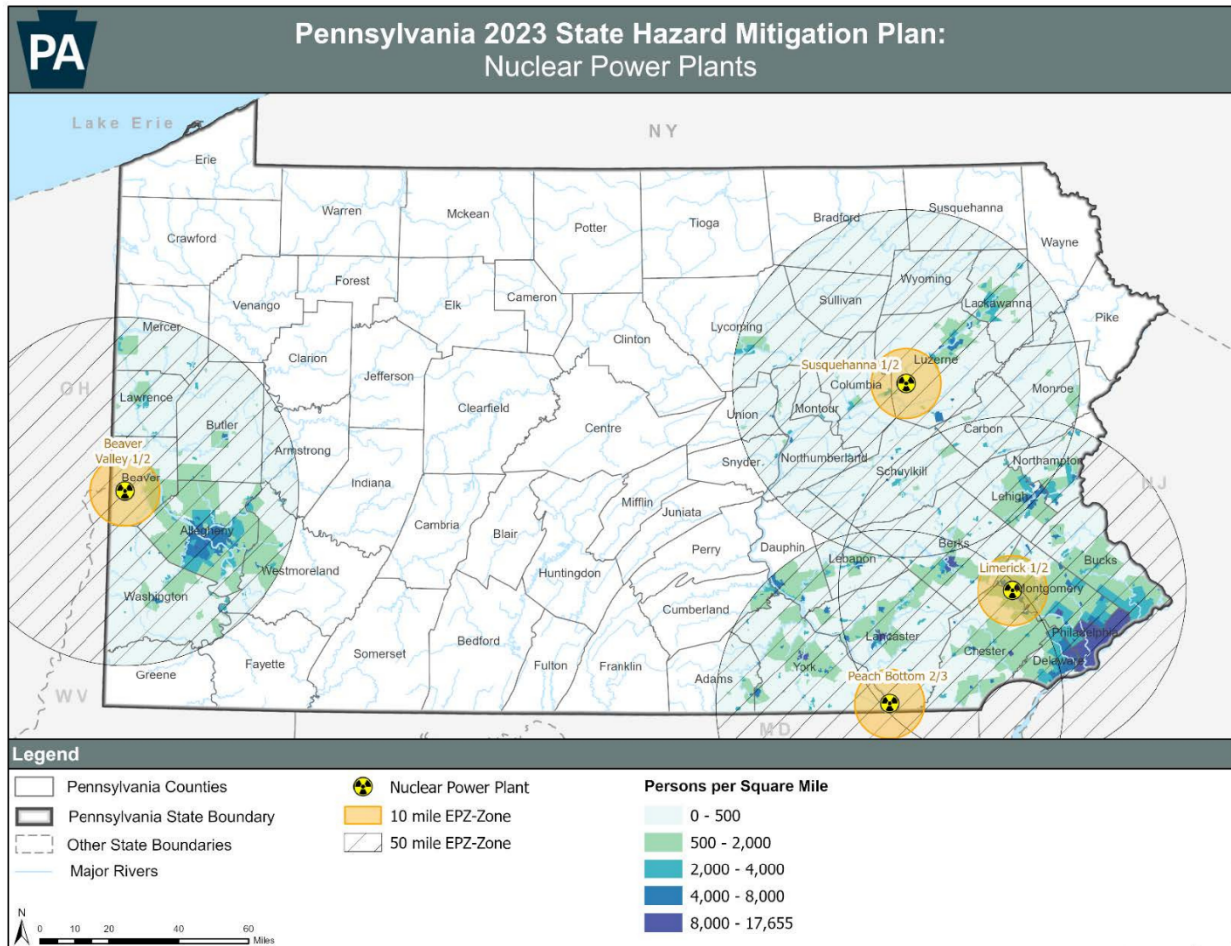 PA
Pennsylvania 2023 State Hazard Mitigation Plan:
Nuclear Power Plants
Lake Erie
NY
Erie
Warren
Mckean
Potter
Tioga
Bradford
Susquehanna
Crawford
Wayne
Wyoming
Forest
Elk
Cameron
Venango
Sullivan
Lackawanna
Mercer
Lycoming
Pike
Clinton
Clarion
Luzerne
Susquehanna 1/2
Jefferson
Columbia
OH
Lawrence
Monroe
Clearfield
Union
Montour
Butler
Centre
Carbon
Beaver
Valley 1/2
Armstrong
Snyder
Northumberland
Northampton
Schuylkill
Beaver
Indiana
NJ
Lehigh
Mifflin
Juniata
Cambria
Blair
Allegheny
Perry
Dauphin
Berks
Lebanon
Bucks
Limerick 1/2
Westmoreland
Huntingdon
Montgomery
Washington
Cumberland
Philadelphia
Lancaster
Bedford
Chester
Somerset
Delaware
York
Fulton
Franklin
Fayette
Greene
Adams
Peach Bottom 2/3
WV
MD
Legend
Pennsylvania Counties
Pennsylvania State Boundary
Other State Boundaries
Major Rivers
Nuclear Power Plant
10 mile EPZ-Zone
50 mile EPZ-Zone
Persons per Square Mile
0 - 500
500 - 2,000
2,000 - 4,000
4,000 - 8,000
8,000 - 17,655
N
0 10 20 40 60
Miles